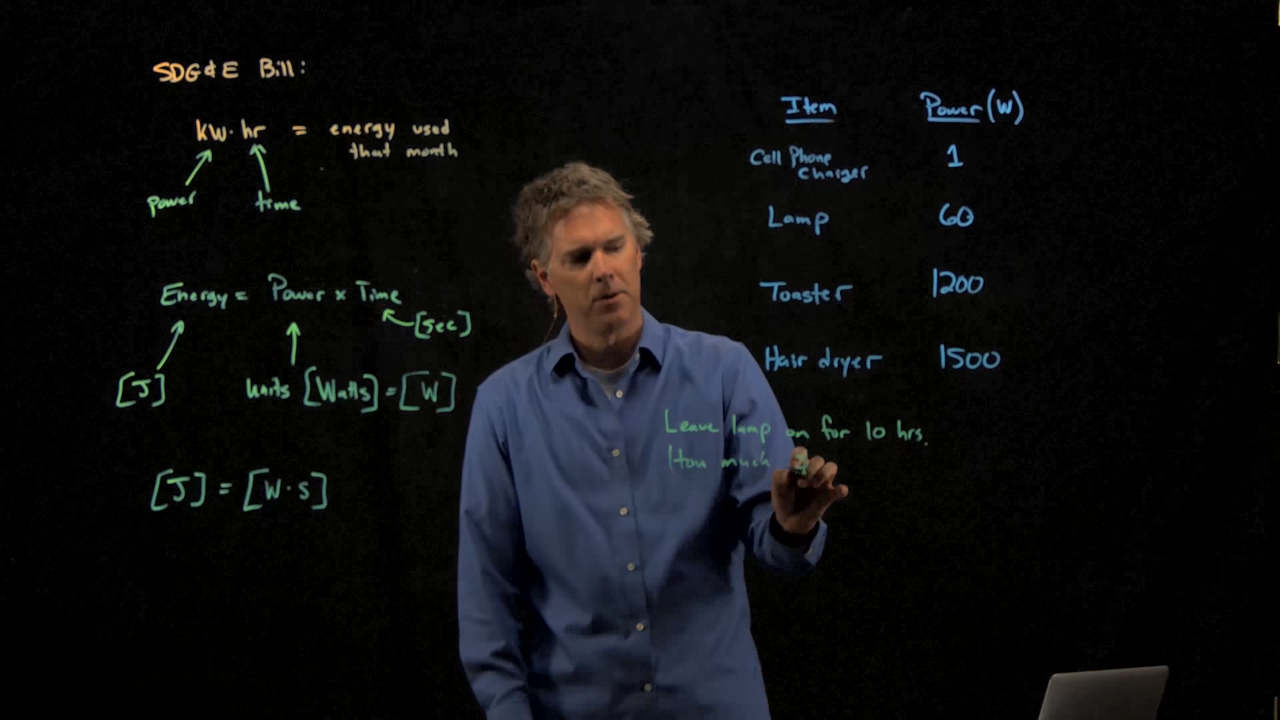 SDG&E Bill:
kW·hr = energy used
that month
power time
Energy = Power x Time
[sec]
[J] units [Watts] = [W]
[J] = [W·s]
Item Power (W)
Cell Phone
Charger 1
Lamp 60
Toaster 1200
Hair dryer 1500
Leave lamp on for 10 hrs.
How much